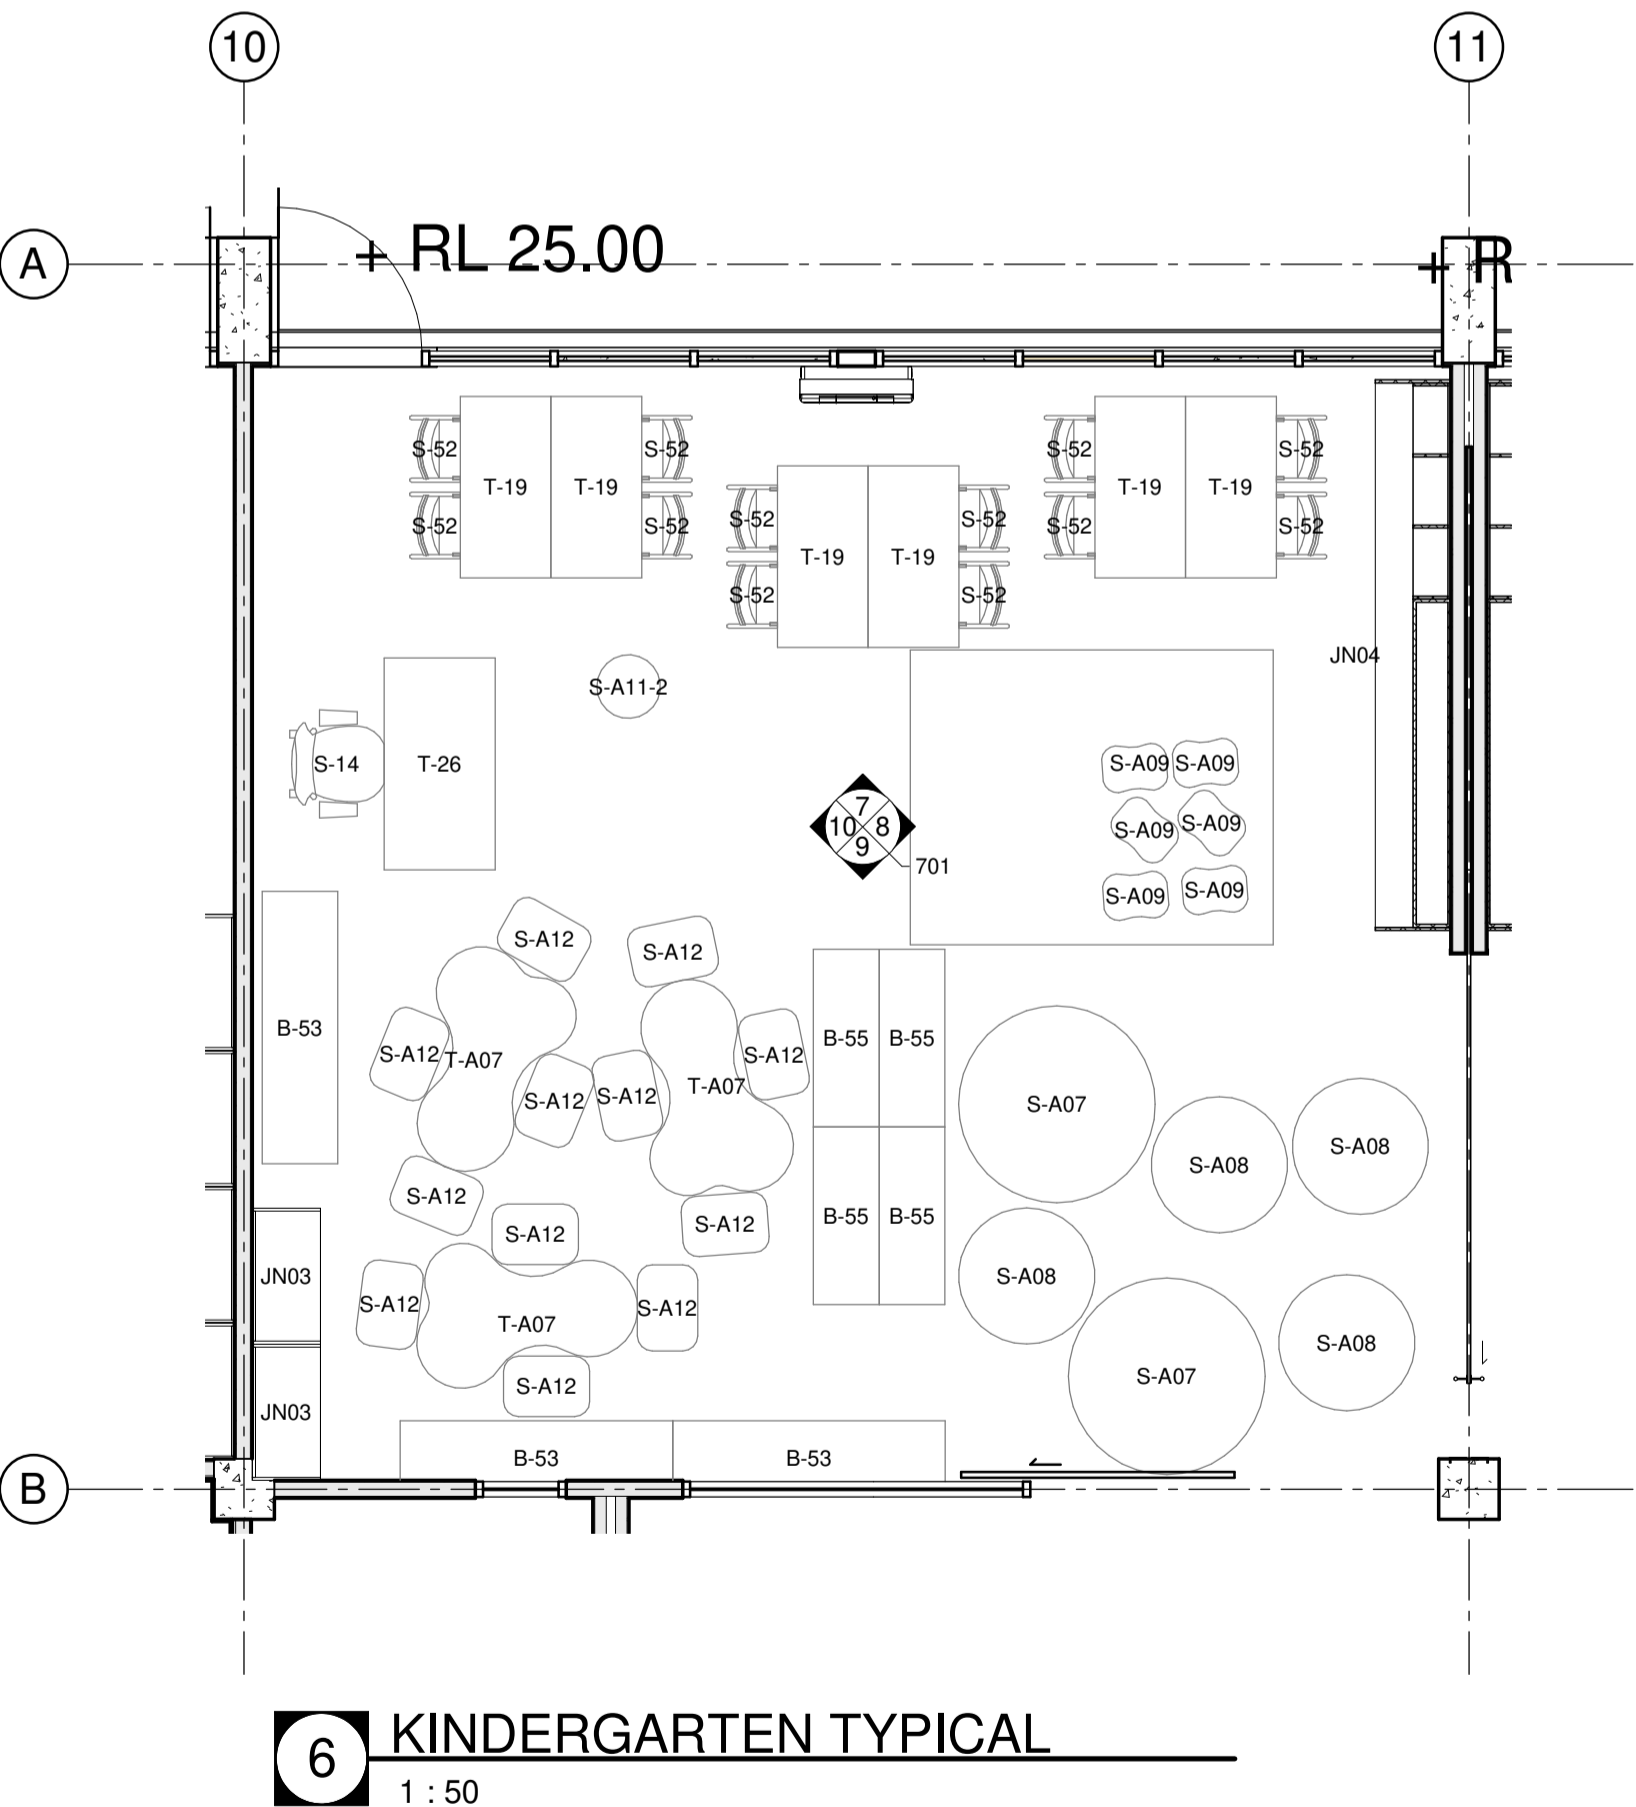 10 11
A + RL 25.00 + R
S-52 S-52 S-52 S-52
T-19 T-19 T-19 T-19
S-52 S-52 S-52 S-52
S-52 S-52
T-19 T-19
S-52 S-52
JN04
S-A11-2
S-14 T-26
S-A09 S-A09
7
10 8
9
S-A09 S-A09
701
S-A09 S-A09
S-A12 S-A12
B-53
S-A12 T-A07 S-A12
B-55 B-55
T-A07
S-A12 S-A12
S-A07
S-A08
S-A08
S-A12
S-A12
B-55 B-55
S-A12
JN03
S-A08
S-A12 S-A12
T-A07
S-A08
S-A12
S-A07
JN03
B-53 B-53
B
6 KINDERGARTEN TYPICAL
1 : 50